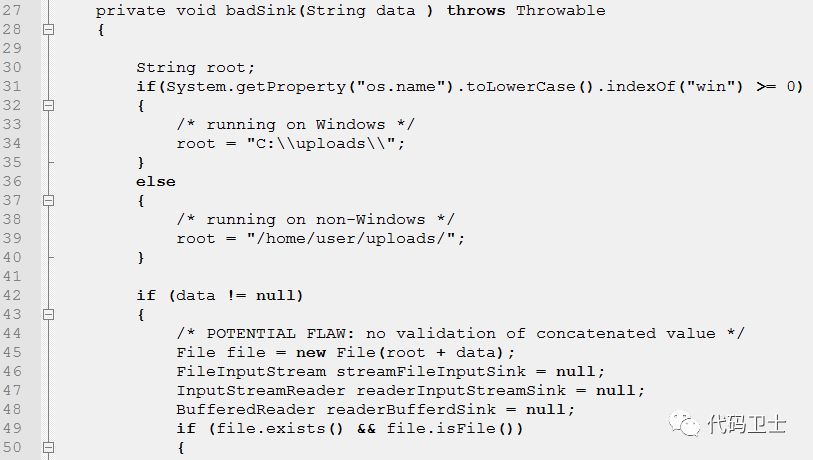 27 private void badSink(String data ) throws Throwable
28 {
29
30 String root;
31 if(System.getProperty("os.name").toLowerCase().indexOf("win") >= 0)
32 {
33 /* running on Windows */
34 root = "C:\\uploads\\";
35 }
36 else
37 {
38 /* running on non-Windows */
39 root = "/home/user/uploads/";
40 }
41
42 if (data != null)
43 {
44 /* POTENTIAL FLAW: no validation of concatenated value */
45 File file = new File(root + data);
46 FileInputStream streamFileInputSink = null;
47 InputStreamReader readerInputStreamSink = null;
48 BufferedReader readerBufferdSink = null;
49 if (file.exists() && file.isFile())
50 {
代码卫士